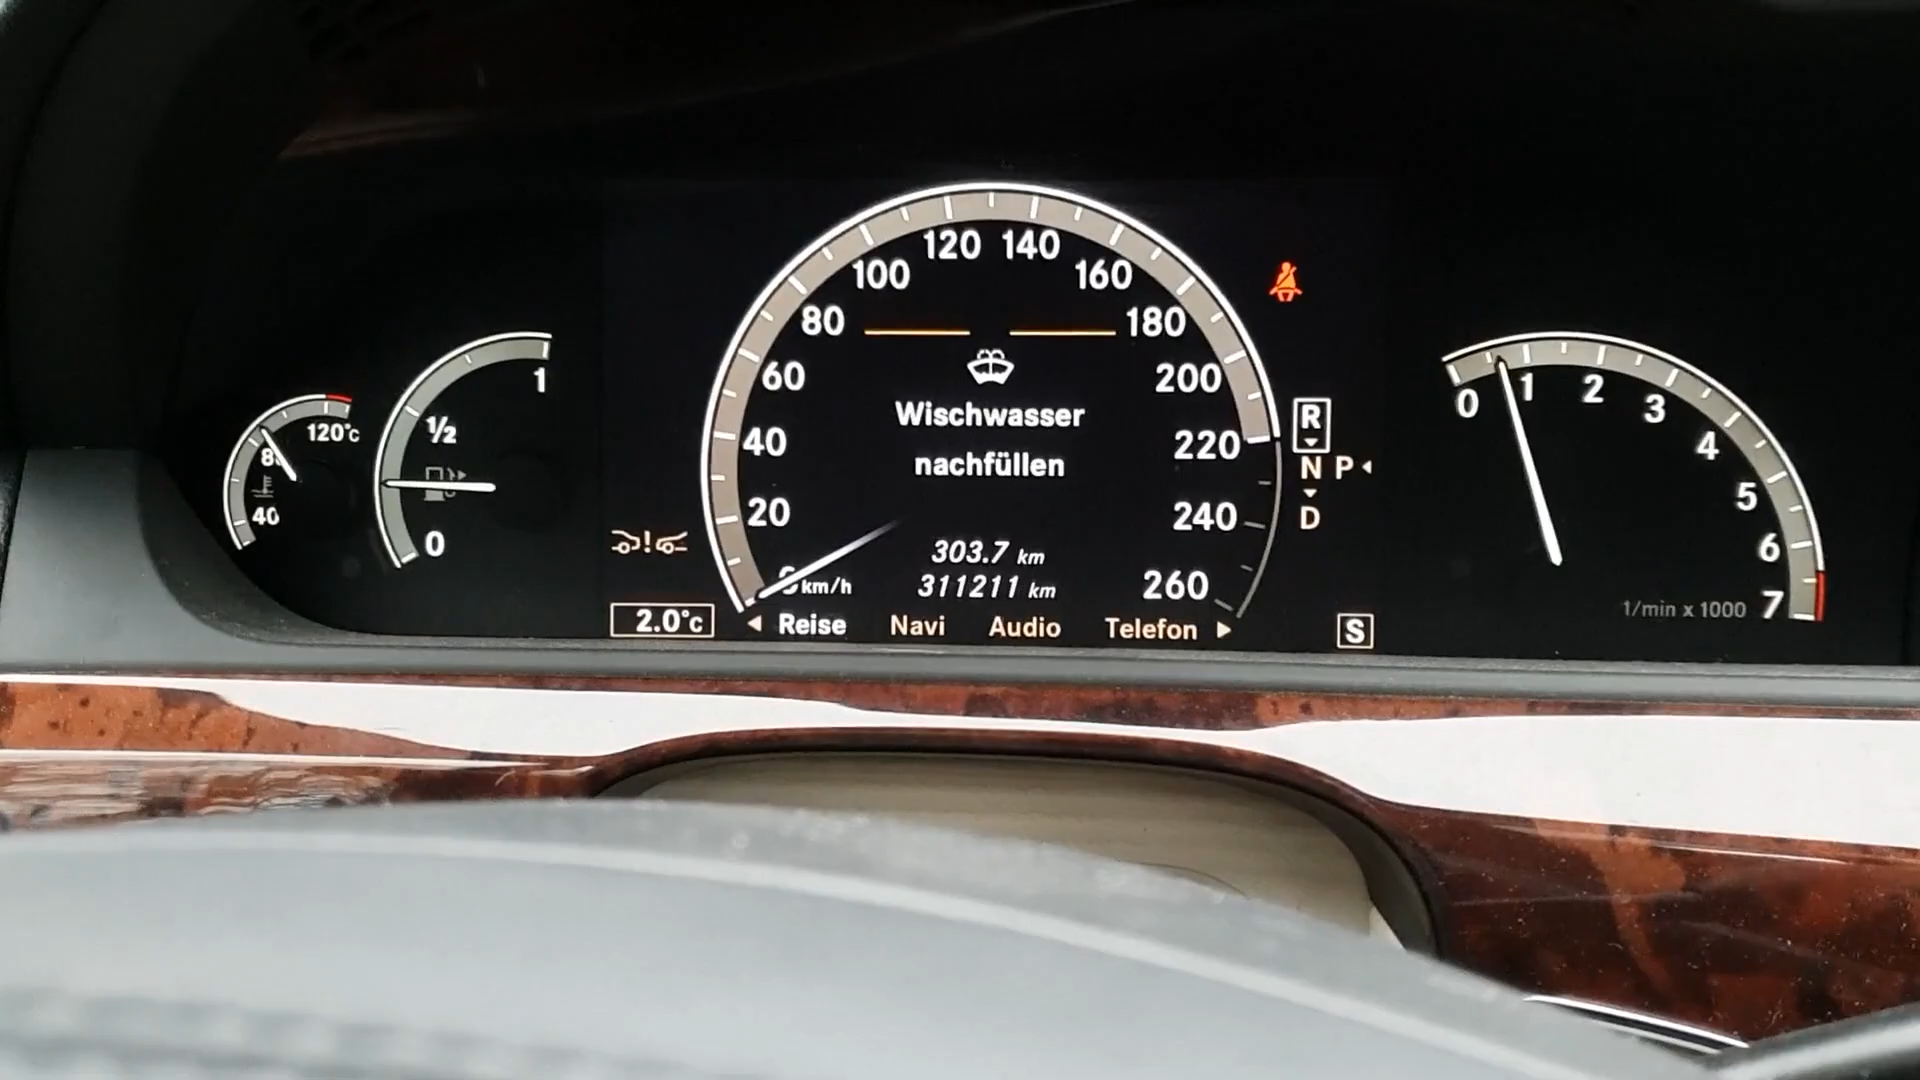 120 140
100 160
80 180
60 200
40 220
20 240
km/h 260
Wischwasser
nachfüllen
303.7 km
311211 km
Reise Navi Audio Telefon
2.0°c
120°c
40
1
½
0
R
N P
D
S
0 1 2 3 4 5 6 7
1/min x 1000